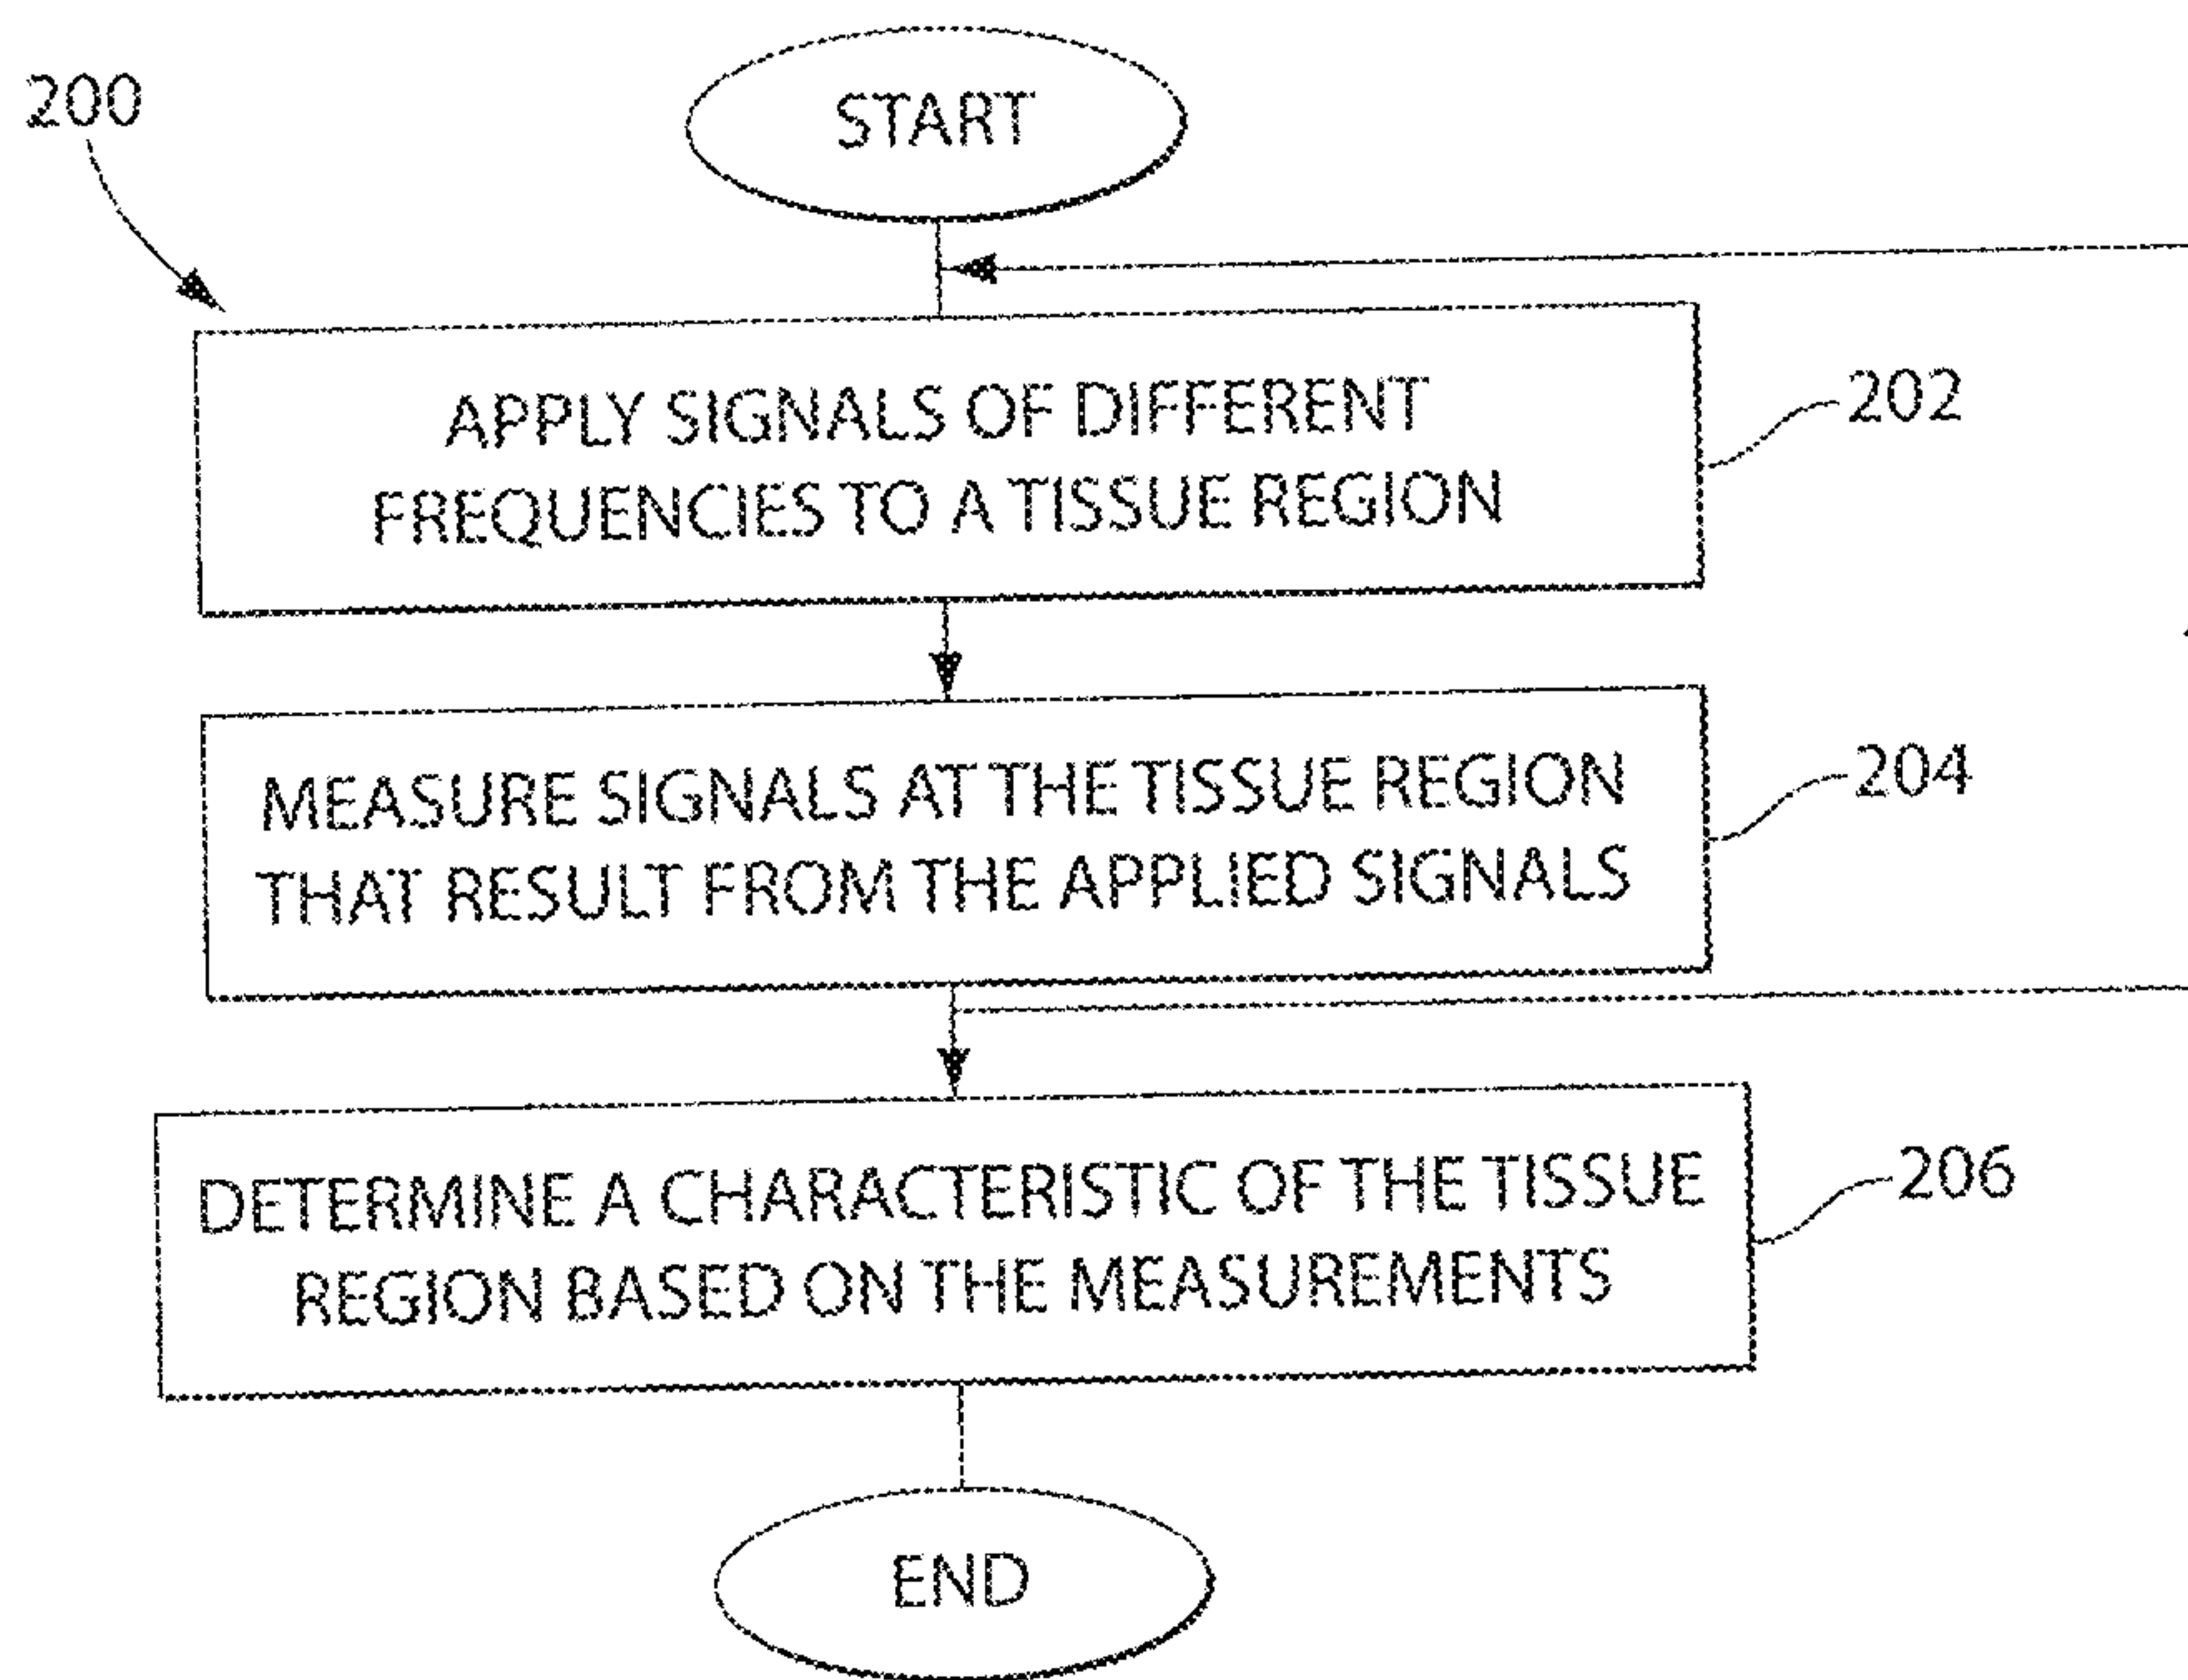 200
START
APPLY SIGNALS OF DIFFERENT
FREQUENCIES TO A TISSUE REGION
202
MEASURE SIGNALS AT THE TISSUE REGION
THAT RESULT FROM THE APPLIED SIGNALS
204
DETERMINE A CHARACTERISTIC OF THE TISSUE
REGION BASED ON THE MEASUREMENTS
206
END